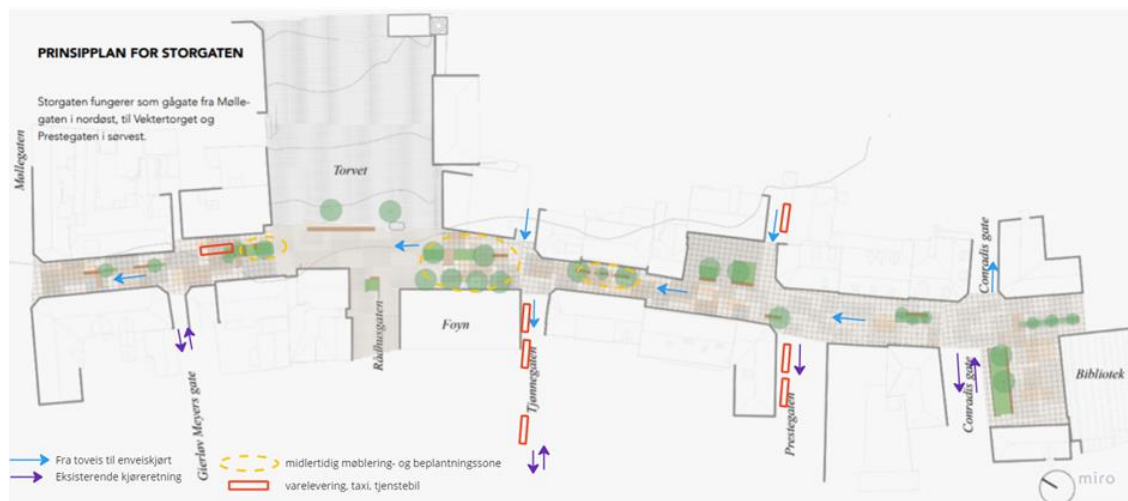 PRINSIPPLAN FOR STORGATEN
Storgaten fungerer som gågate fra Mølle-
gaten i nordøst, til Vektertorget og
Prestegaten i sørvest.
Møllegaten
Torvet
Gierløv Meyers gate
Rådhusgaten
Foyn
Tjønnegaten
Prestegaten
Conradis gate
Conradis gate
Bibliotek
Fra toveis til enveiskjørt
Eksisterende kjøreretning
midlertidig møblering- og beplantningssone
varelevering, taxi, tjenstebil
miro